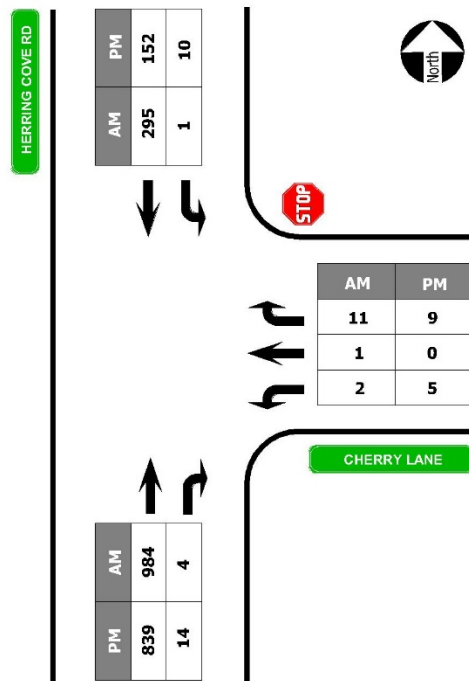 HERRING COVE RD
PM 152 10
AM 295 1
North
STOP
AM PM
11 9
1 0
2 5
CHERRY LANE
AM 984 4
PM 839 14